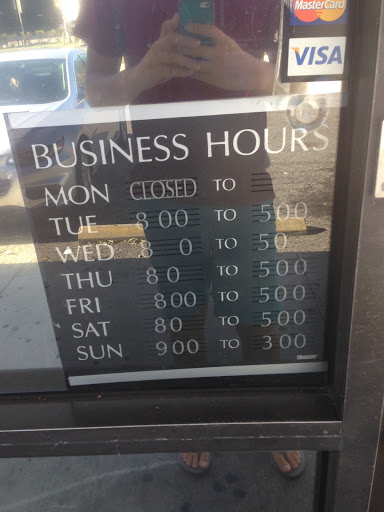 MasterCard
VISA
BUSINESS HOURS
MON CLOSED TO
TUE 8 00 TO 5 00
WED 8 0 TO 5 0
THU 8 0 TO 5 00
FRI 8 00 TO 5 00
SAT 8 0 TO 5 00
SUN 9 00 TO 3 00